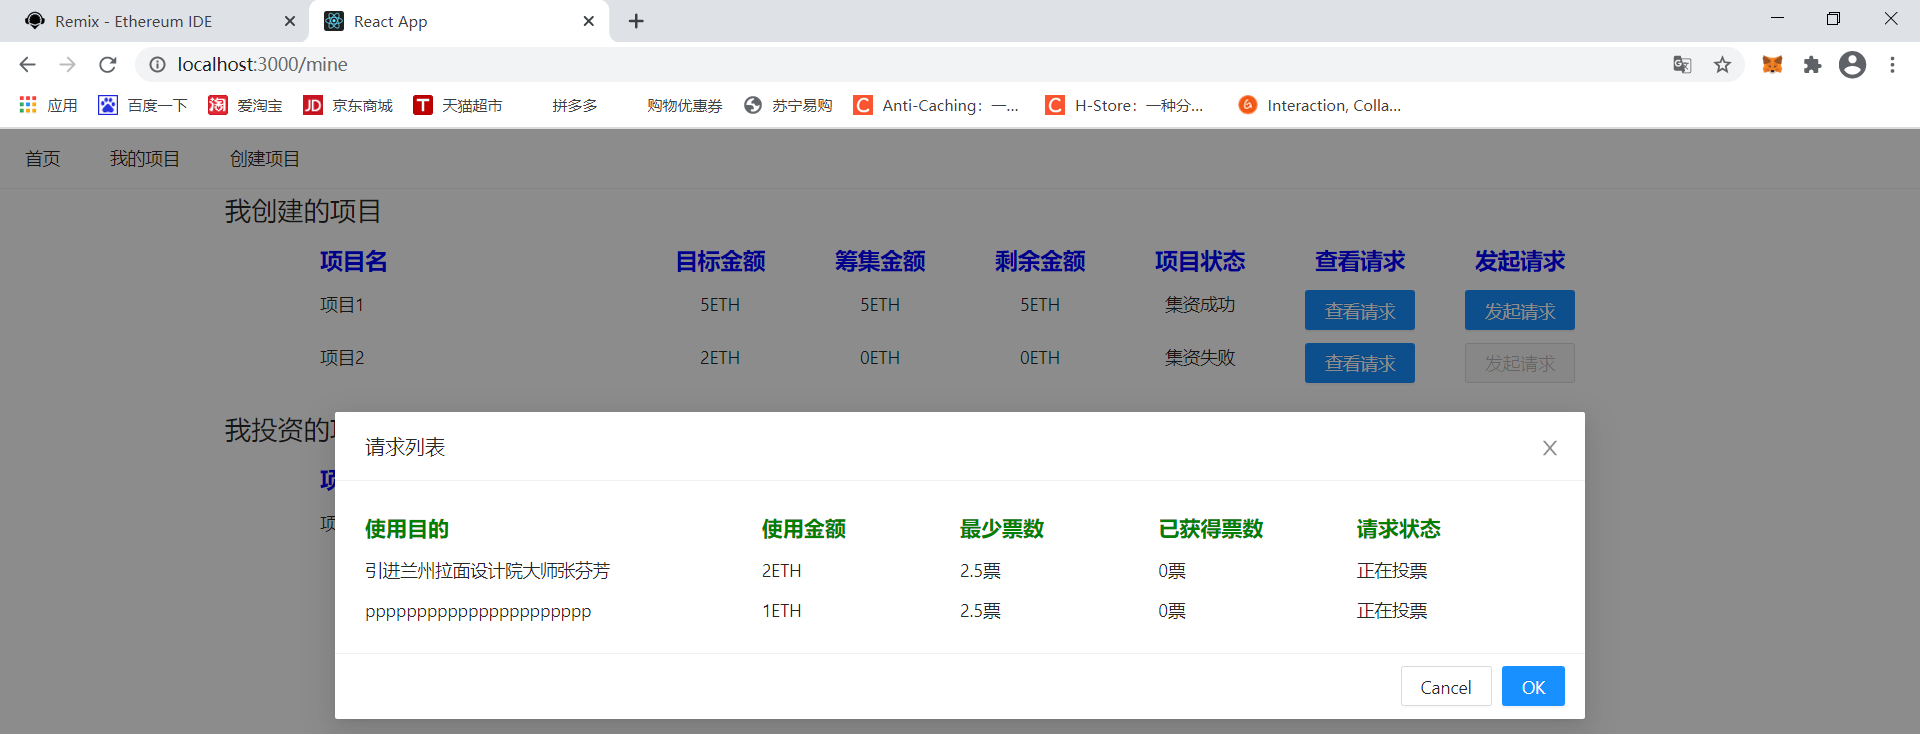 Remix - Ethereum IDE React App
localhost:3000/mine
应用 百度一下 爱淘宝 京东商城 天猫超市 拼多多 购物优惠券 苏宁易购 Anti-Caching：一... H-Store：一种分... Interaction, Colla...
首页 我的项目 创建项目
我创建的项目
项目名 目标金额 筹集金额 剩余金额 项目状态 查看请求 发起请求
项目1 5ETH 5ETH 5ETH 集资成功 查看请求 发起请求
项目2 2ETH 0ETH 0ETH 集资失败 查看请求 发起请求
我投资的
请求列表
使用目的 使用金额 最少票数 已获得票数 请求状态
引进兰州拉面设计院大师张芬芳 2ETH 2.5票 0票 正在投票
pppppppppppppppppppppp 1ETH 2.5票 0票 正在投票
Cancel OK